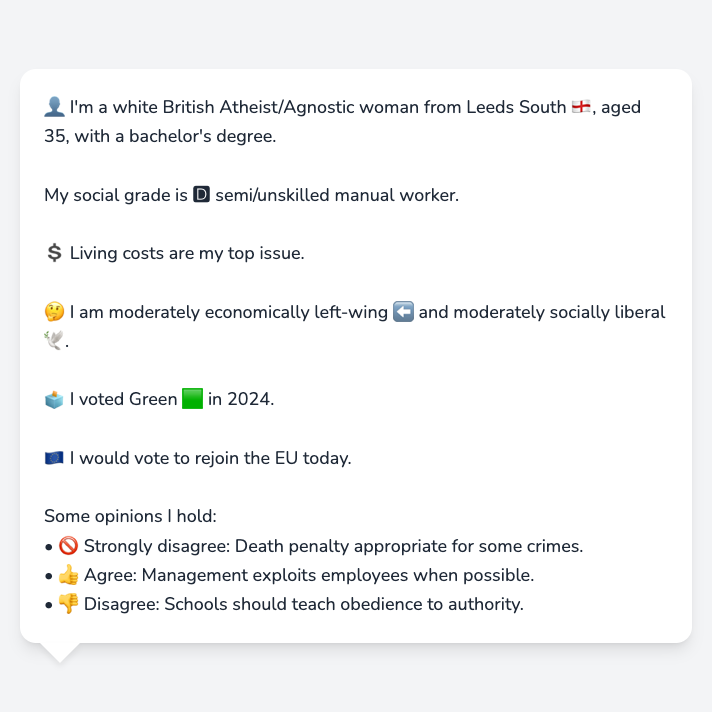 👤 I'm a white British Atheist/Agnostic woman from Leeds South 🏴󠁧󠁢󠁥󠁮󠁧󠁿, aged
35, with a bachelor's degree.
My social grade is 🅳 semi/unskilled manual worker.
💲 Living costs are my top issue.
🤔 I am moderately economically left-wing ⬅️ and moderately socially liberal
🕊️.
🗳️ I voted Green 🟩 in 2024.
🇪🇺 I would vote to rejoin the EU today.
Some opinions I hold:
• 🚫 Strongly disagree: Death penalty appropriate for some crimes.
• 👍 Agree: Management exploits employees when possible.
• 👎 Disagree: Schools should teach obedience to authority.